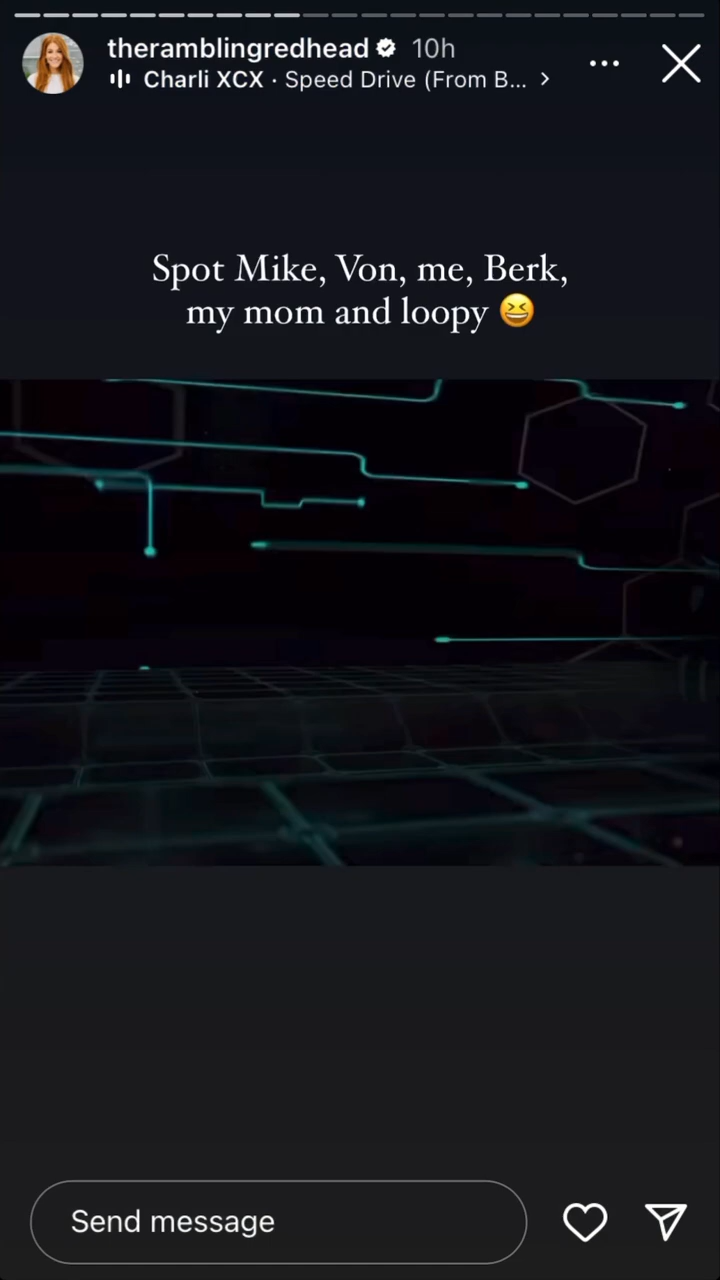 theramblingredhead 10h
Charli XCX · Speed Drive (From B...
Spot Mike, Von, me, Berk,
my mom and loopy 😆
Send message